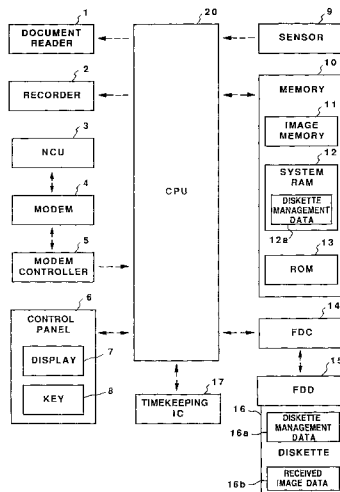 1
DOCUMENT
READER
2
RECORDER
3
NCU
4
MODEM
5
MODEM
CONTROLLER
6
CONTROL
PANEL
DISPLAY
7
KEY
8
20
CPU
17
TIMEKEEPING
IC
9
SENSOR
10
MEMORY
11
IMAGE
MEMORY
12
SYSTEM
RAM
DISKETTE
MANAGEMENT
DATA
12a
13
ROM
14
FDC
15
FDD
16
DISKETTE
MANAGEMENT
DATA
16a
DISKETTE
16b
RECEIVED
IMAGE DATA